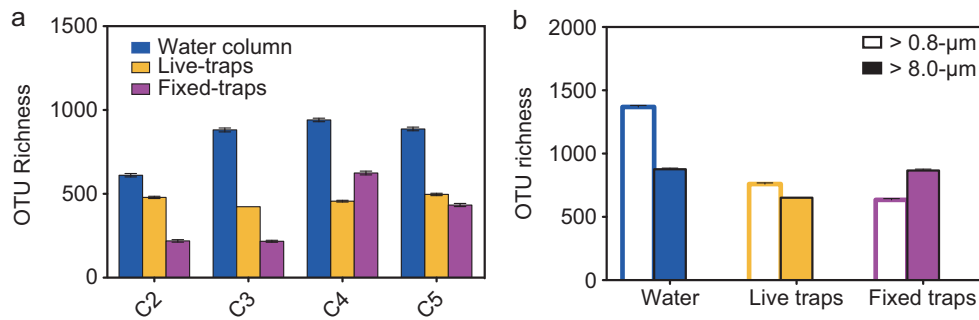 a
1500
1000
500
0
OTU Richness
Water column
Live-traps
Fixed-traps
C2 C3 C4 C5
b
2000
1500
1000
500
0
OTU richness
> 0.8-μm
> 8.0-μm
Water Live traps Fixed traps